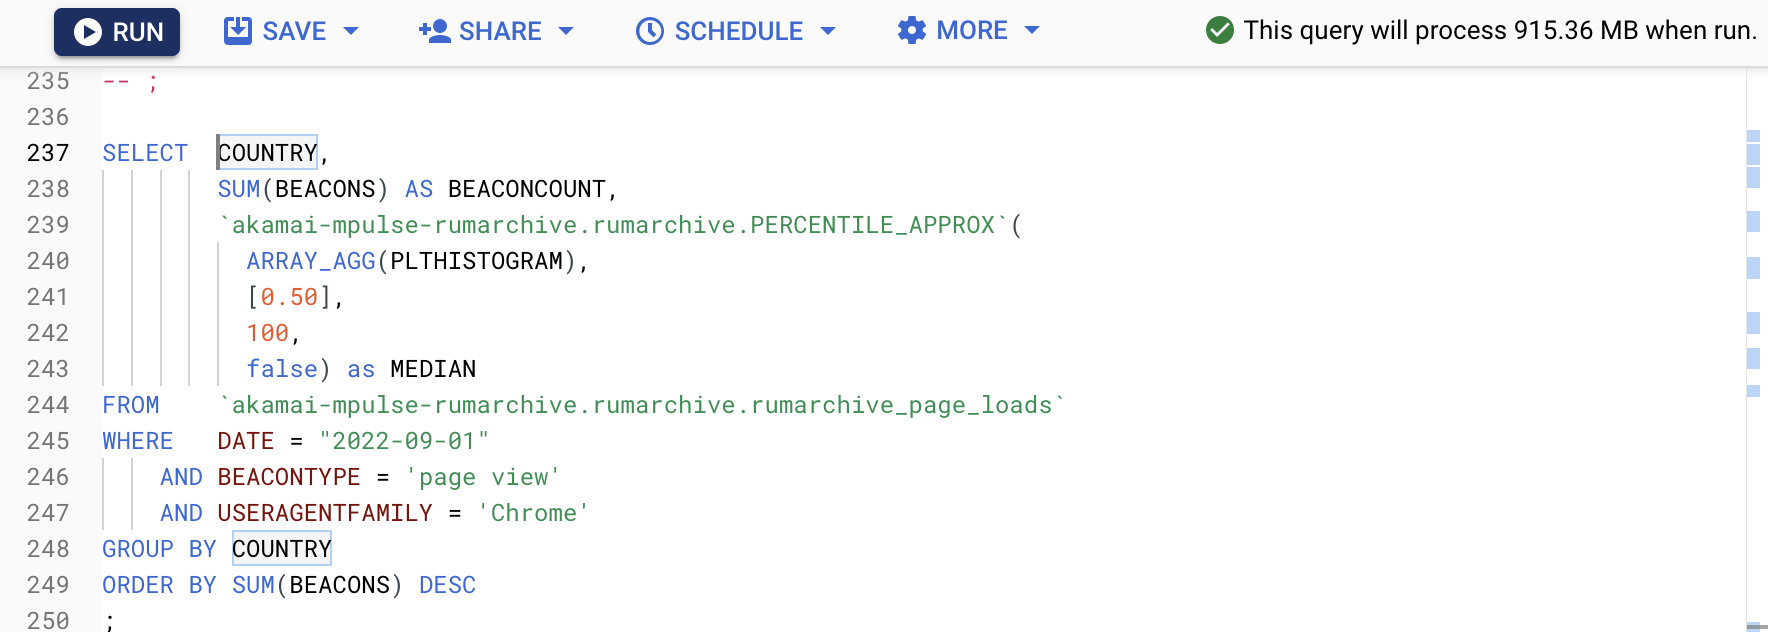 RUN SAVE SHARE SCHEDULE MORE This query will process 915.36 MB when run.
235 -- ;
236
237 SELECT COUNTRY,
238 SUM(BEACONS) AS BEACONCOUNT,
239 `akamai-mpulse-rumarchive.rumarchive.PERCENTILE_APPROX`(
240 ARRAY_AGG(PLTHISTOGRAM),
241 [0.50],
242 100,
243 false) as MEDIAN
244 FROM `akamai-mpulse-rumarchive.rumarchive.rumarchive_page_loads`
245 WHERE DATE = "2022-09-01"
246 AND BEACONTYPE = 'page view'
247 AND USERAGENTFAMILY = 'Chrome'
248 GROUP BY COUNTRY
249 ORDER BY SUM(BEACONS) DESC
250 ;